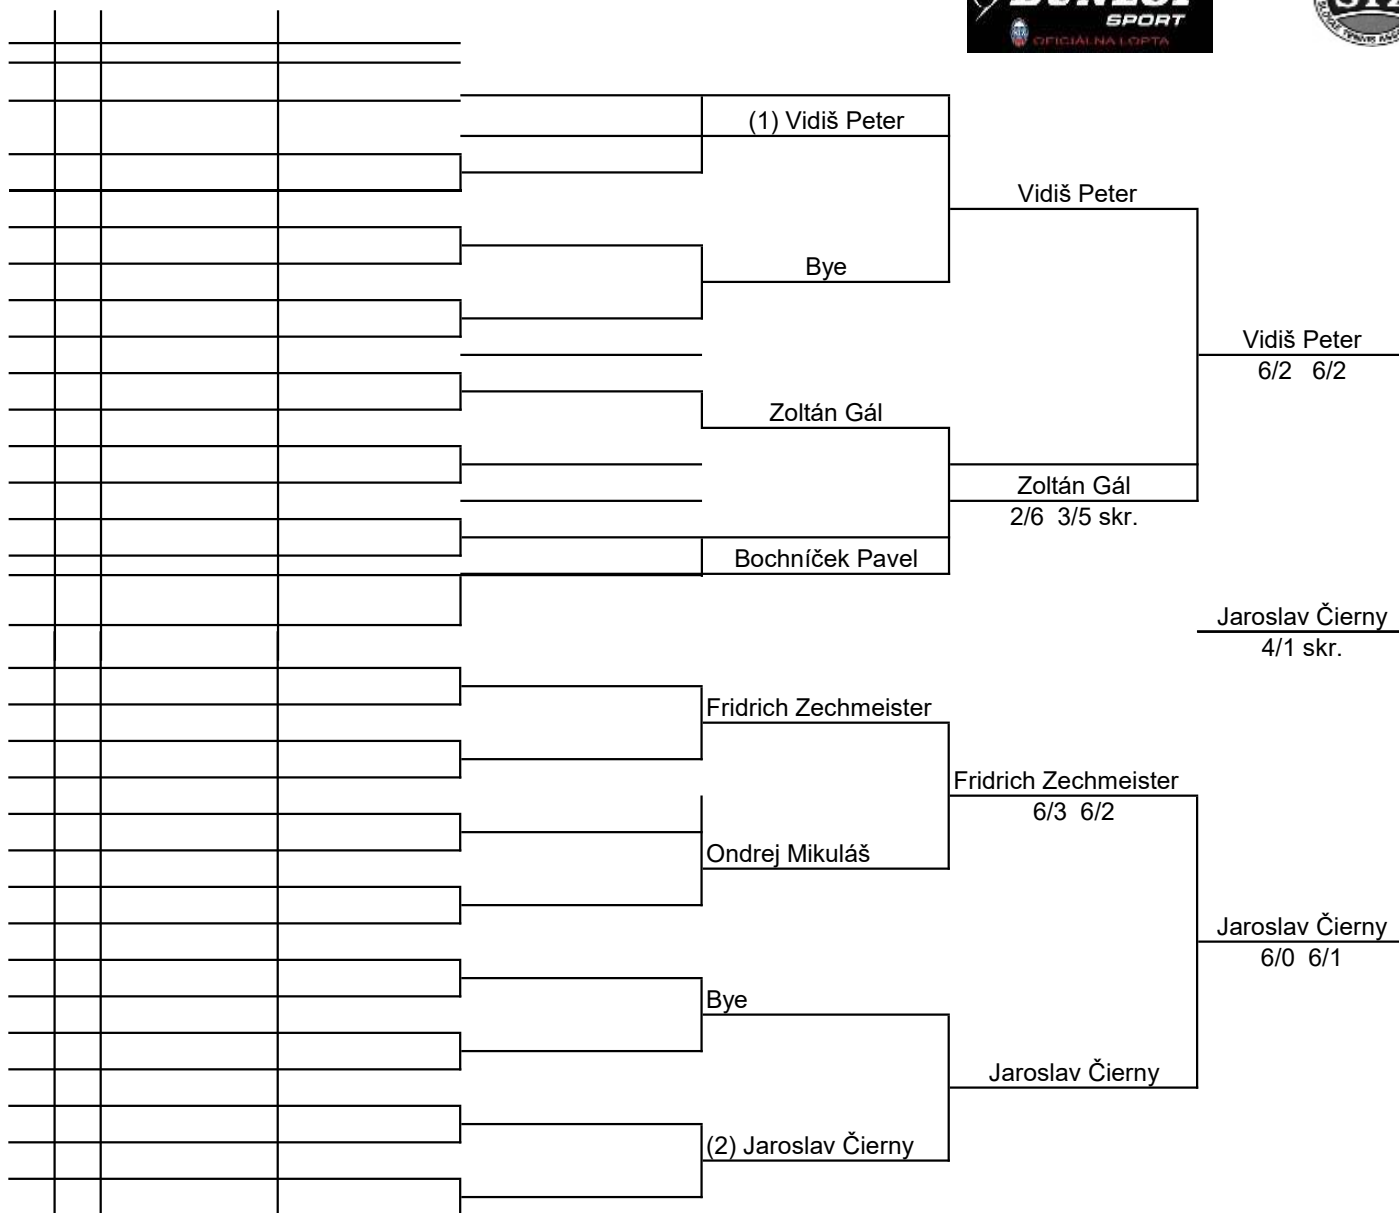 SPORT
OFICIÁLNA LOPTA
(1) Vidiš Peter
Vidiš Peter
Bye
Vidiš Peter
6/2 6/2
Zoltán Gál
Zoltán Gál
2/6 3/5 skr.
Bochníček Pavel
Jaroslav Čierny
4/1 skr.
Fridrich Zechmeister
Fridrich Zechmeister
6/3 6/2
Ondrej Mikuláš
Jaroslav Čierny
6/0 6/1
Bye
Jaroslav Čierny
(2) Jaroslav Čierny